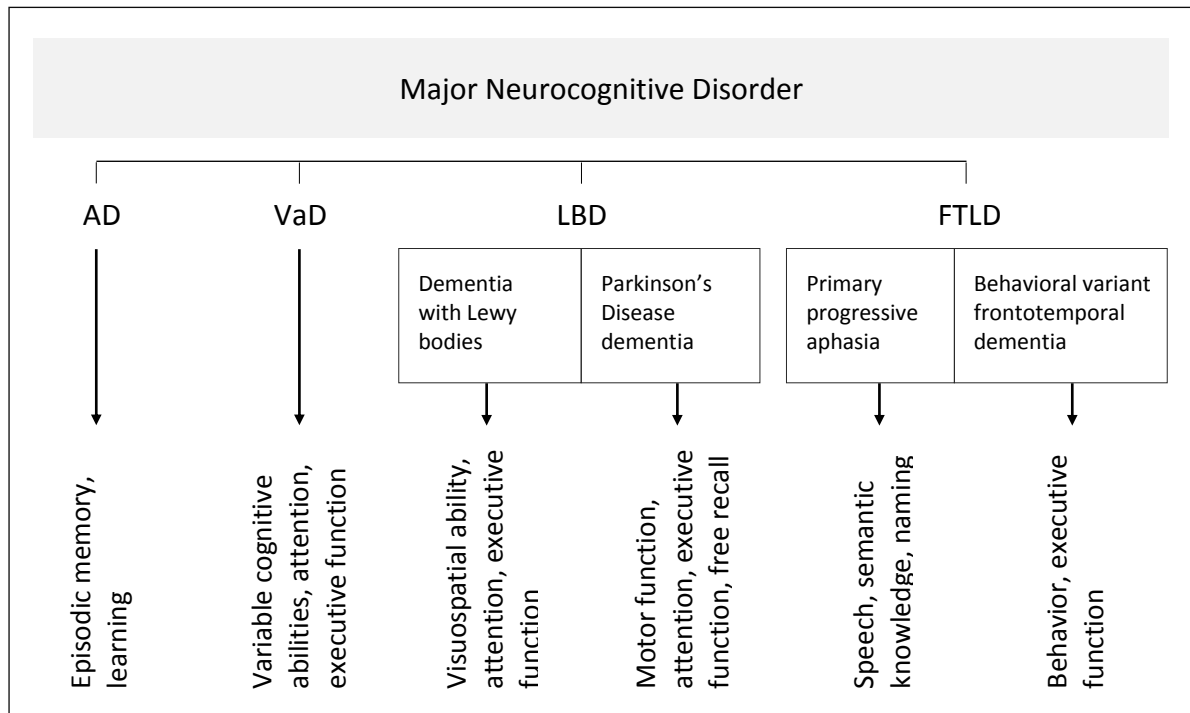 Major Neurocognitive Disorder
AD
VaD
LBD
FTLD
Dementia
with Lewy
bodies
Parkinson’s
Disease
dementia
Primary
progressive
aphasia
Behavioral variant
frontotemporal
dementia
Episodic memory,
learning
Variable cognitive
abilities, attention,
executive function
Visuospatial ability,
attention, executive
function
Motor function,
attention, executive
function, free recall
Speech, semantic
knowledge, naming
Behavior, executive
function